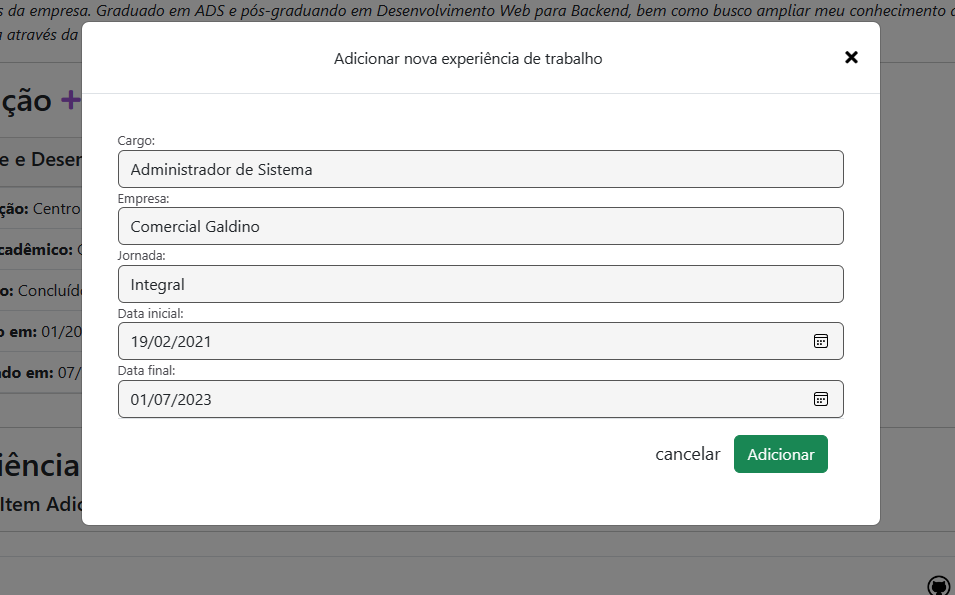 s da empresa. Graduado em ADS e pós-graduando em Desenvolvimento Web para Backend, bem como busco ampliar meu conhecimento
a através da
Adicionar nova experiência de trabalho
ção +
Cargo:
e e Deser
Administrador de Sistema
Empresa:
ção: Centro
Comercial Galdino
cadêmico:
Jornada:
o: Concluíd
Integral
Data inicial:
o em: 01/20
19/02/2021
Data final:
do em: 07/
01/07/2023
cancelar
Adicionar
iência
Item Adic